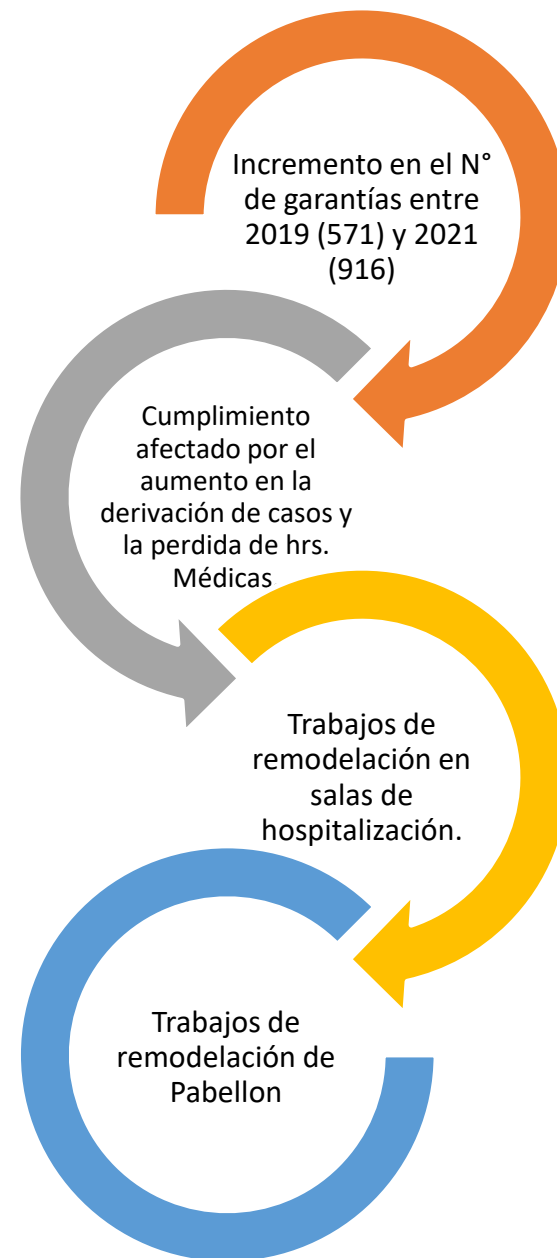 Incremento en el N°
de garantías entre
2019 (571) y 2021
(916)
Cumplimiento
afectado por el
aumento en la
derivación de casos y
la perdida de hrs.
Médicas
Trabajos de
remodelación en
salas de
hospitalización.
Trabajos de
remodelación de
Pabellon